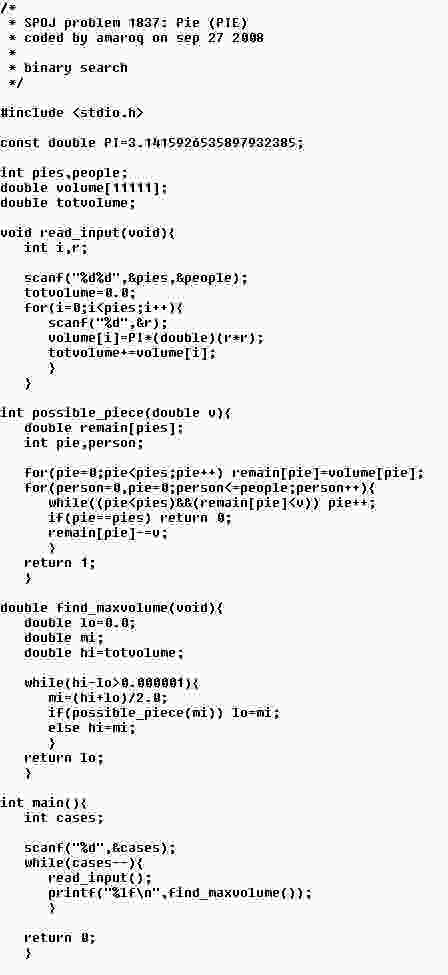 /*
 * SPOJ problem 1837: Pie (PIE)
 * coded by amaroq on sep 27 2008
 *
 * binary search
 */

#include <stdio.h>

const double PI=3.1415926535897932385;

int pies,people;
double volume[11111];
double totvolume;

void read_input(void){
   int i,r;

   scanf("%d%d",&pies,&people);
   totvolume=0.0;
   for(i=0;i<pies;i++){
      scanf("%d",&r);
      volume[i]=PI*(double)(r*r);
      totvolume+=volume[i];
      }
   }

int possible_piece(double v){
   double remain[pies];
   int pie,person;

   for(pie=0;pie<pies;pie++) remain[pie]=volume[pie];
   for(person=0,pie=0;person<=people;person++){
      while((pie<pies)&&(remain[pie]<v)) pie++;
      if(pie==pies) return 0;
      remain[pie]-=v;
      }
   return 1;
   }

double find_maxvolume(void){
   double lo=0.0;
   double mi;
   double hi=totvolume;

   while(hi-lo>0.000001){
      mi=(hi+lo)/2.0;
      if(possible_piece(mi)) lo=mi;
      else hi=mi;
      }
   return lo;
   }

int main(){
   int cases;

   scanf("%d",&cases);
   while(cases--){
      read_input();
      printf("%lf\n",find_maxvolume());
      }

   return 0;
   }